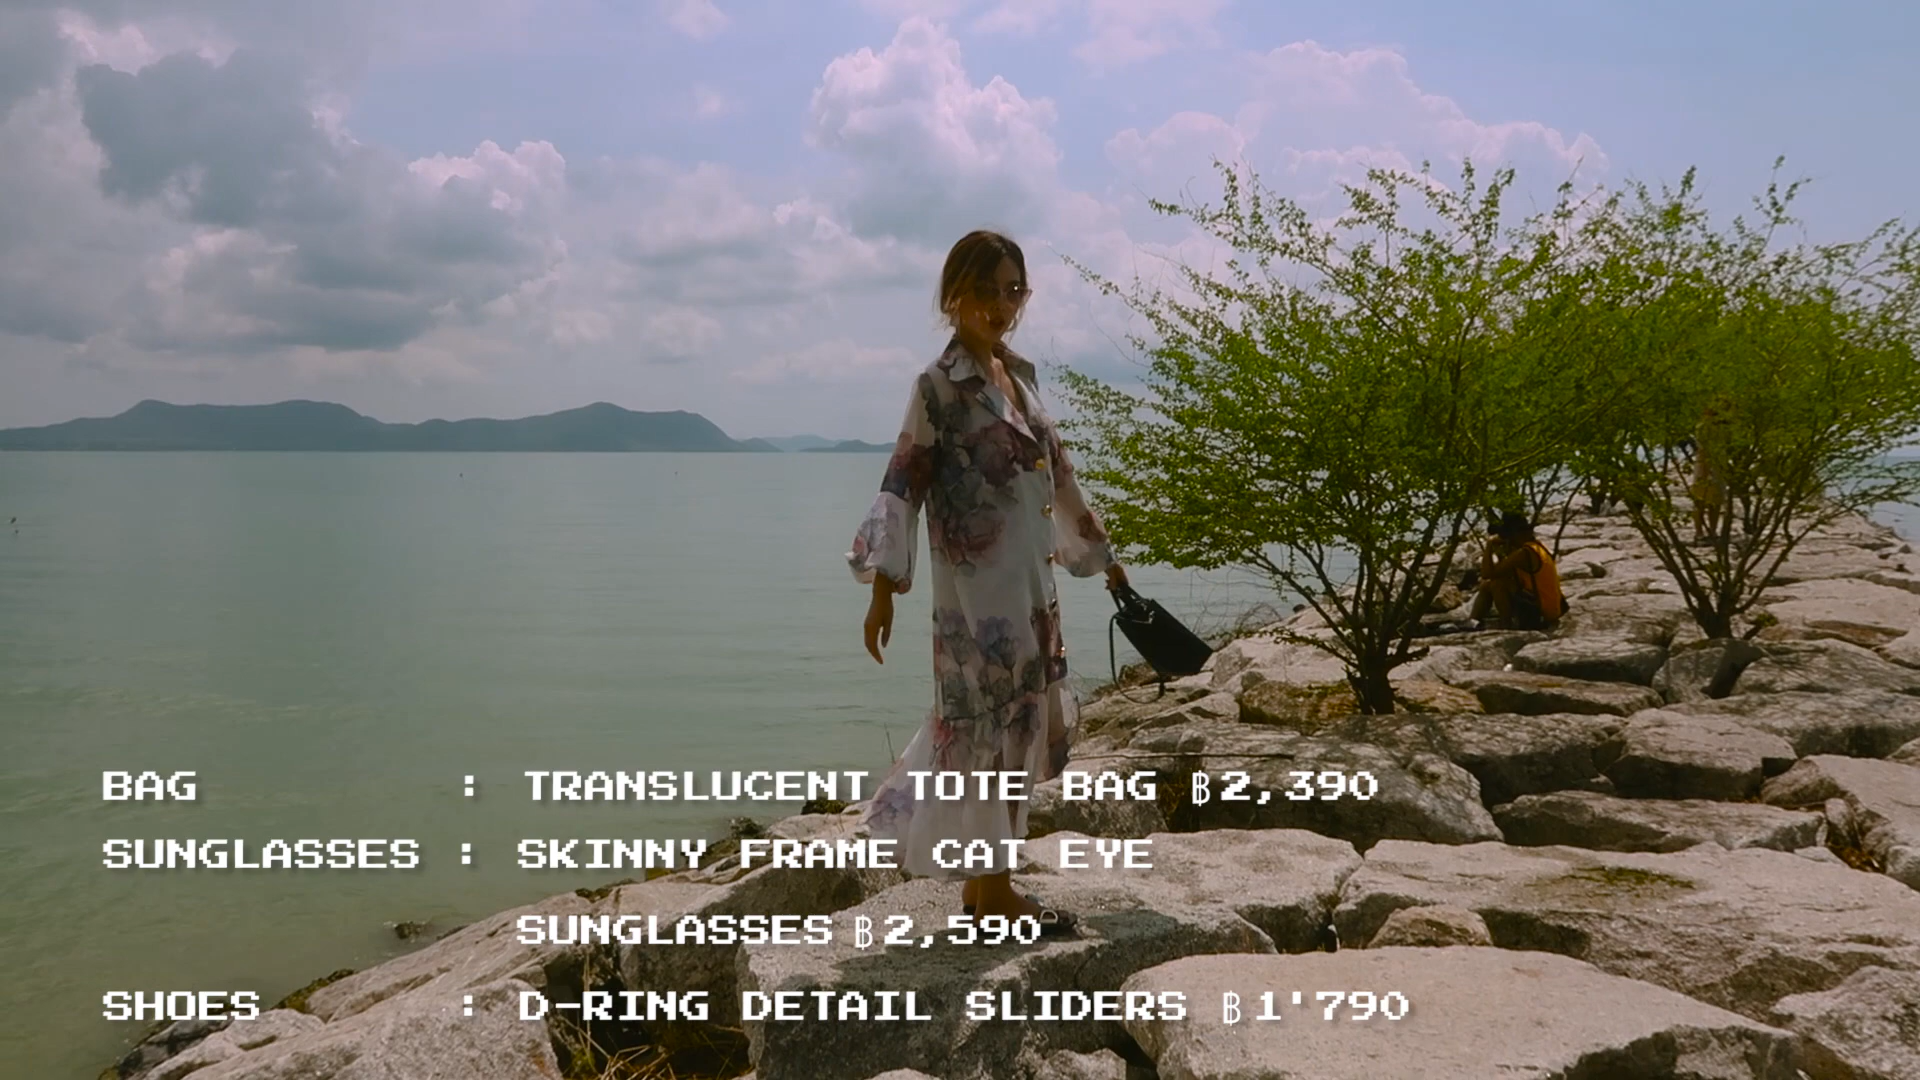 BAG : TRANSLUCENT TOTE BAG ฿2,390
SUNGLASSES : SKINNY FRAME CAT EYE
SUNGLASSES ฿2,590
SHOES : D-RING DETAIL SLIDERS ฿1'790